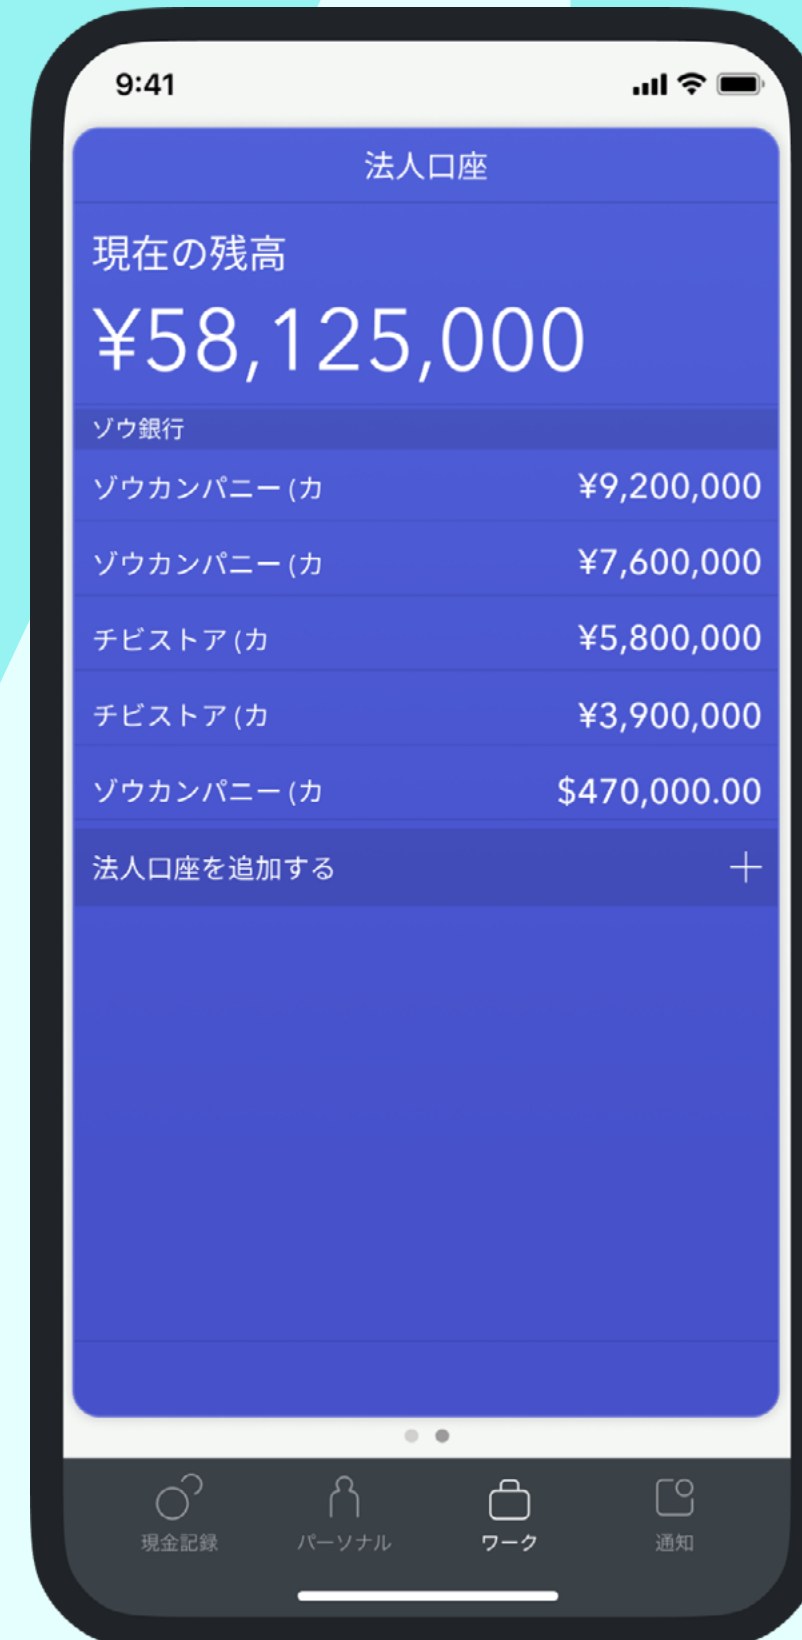 9:41
法人口座
現在の残高
¥58,125,000
ゾウ銀行
ゾウカンパニー(カ ¥9,200,000
ゾウカンパニー(カ ¥7,600,000
チビストア(カ ¥5,800,000
チビストア(カ ¥3,900,000
ゾウカンパニー(カ $470,000.00
法人口座を追加する
現金記録 パーソナル ワーク 通知